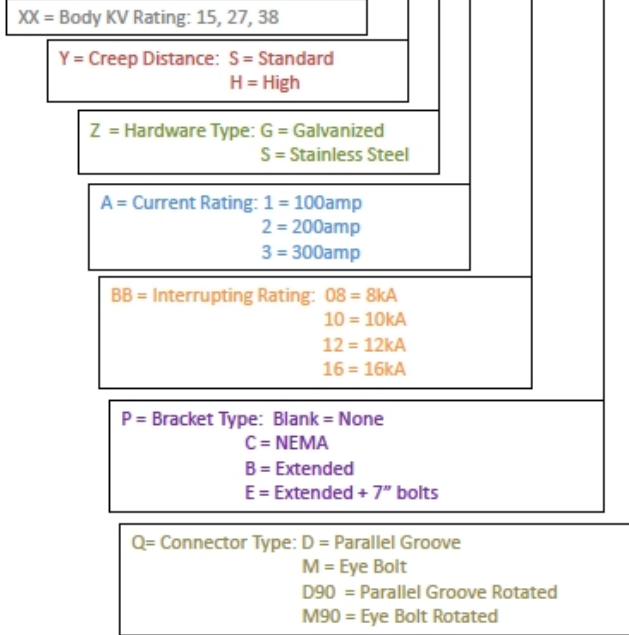 XX = Body KV Rating: 15, 27, 38
Y = Creep Distance: S = Standard
H = High
Z = Hardware Type: G = Galvanized
S = Stainless Steel
A = Current Rating: 1 = 100amp
2 = 200amp
3 = 300amp
BB = Interrupting Rating: 08 = 8kA
10 = 10kA
12 = 12kA
16 = 16kA
P = Bracket Type: Blank = None
C = NEMA
B = Extended
E = Extended + 7” bolts
Q= Connector Type: D = Parallel Groove
M = Eye Bolt
D90 = Parallel Groove Rotated
M90 = Eye Bolt Rotated